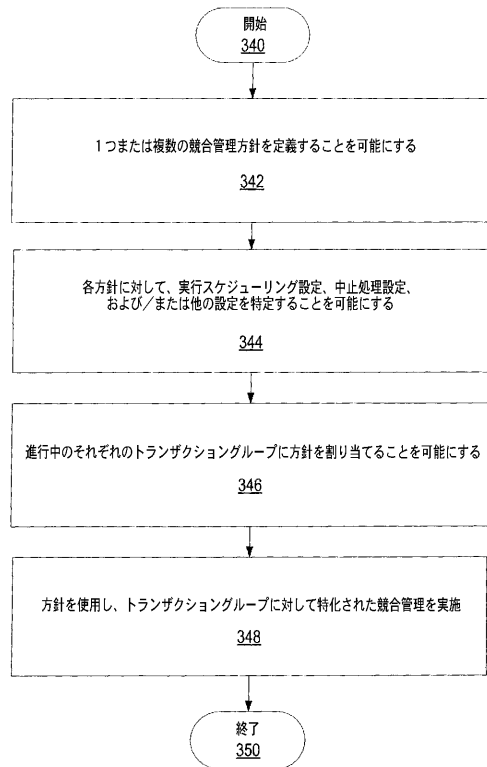 開始
340
1つまたは複数の競合管理方針を定義することを可能にする
342
各方針に対して、実行スケジューリング設定、中止処理設定、
および/または他の設定を特定することを可能にする
344
進行中のそれぞれのトランザクショングループに方針を割り当てることを可能にする
346
方針を使用し、トランザクショングループに対して特化された競合管理を実施
348
終了
350